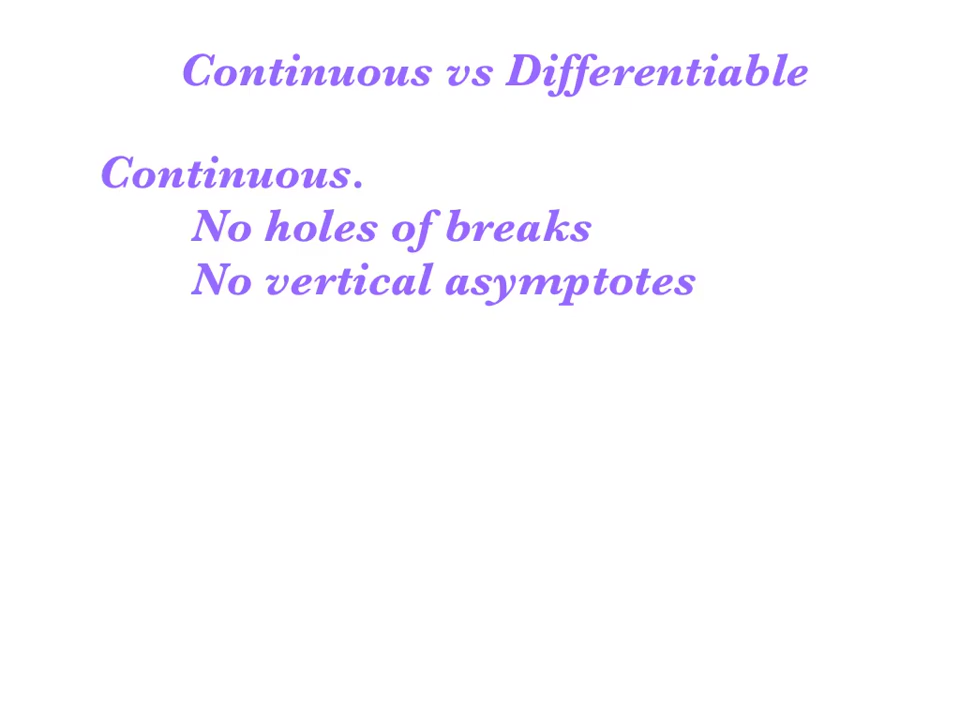 Continuous vs Differentiable
Continuous.
No holes of breaks
No vertical asymptotes